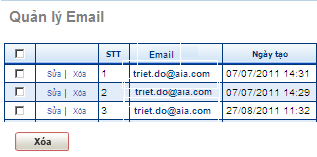 Quản lý Email
STT Email Ngày tạo
Sửa | Xóa 1 triet.do@aia.com 07/07/2011 14:31
Sửa | Xóa 2 triet.do@aia.com 07/07/2011 14:29
Sửa | Xóa 3 triet.do@aia.com 27/08/2011 11:32
Xóa